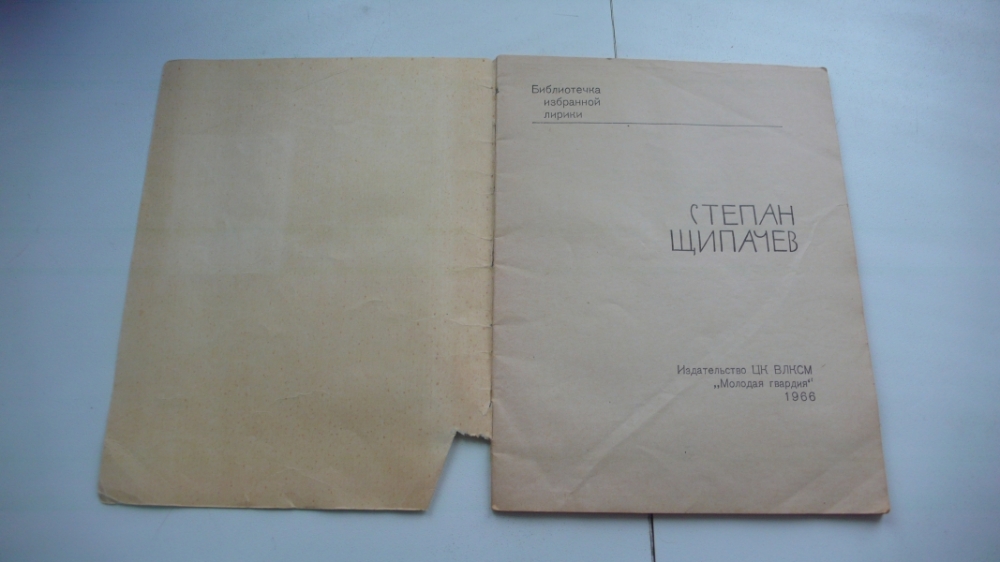 Библиотечка
избранной
лирики
СТЕПАН
ЩИПАЧЕВ
Издательство ЦК ВЛКСМ
„Молодая гвардия"
1966